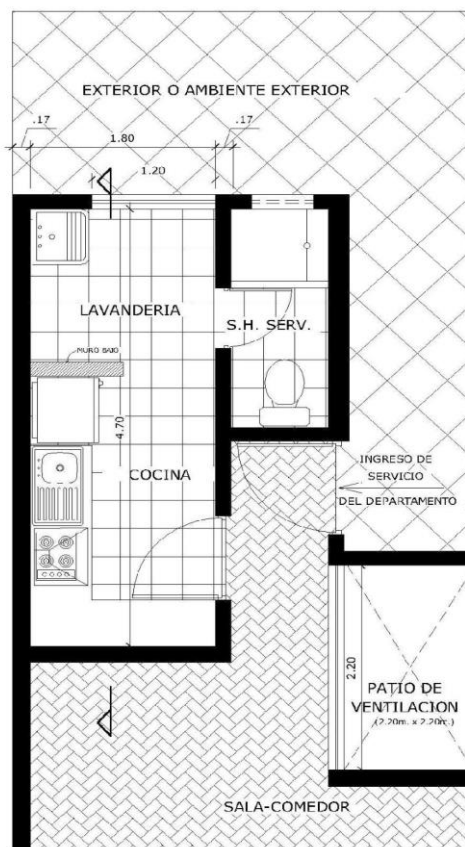 EXTERIOR O AMBIENTE EXTERIOR
.17
1.80
.17
1.20
LAVANDERIA
S.H. SERV.
MURO BAJO
4.70
COCINA
INGRESO DE
SERVICIO
DEL DEPARTAMENTO
2.20
PATIO DE
VENTILACION
(2.20m. x 2.20m.)
SALA-COMEDOR